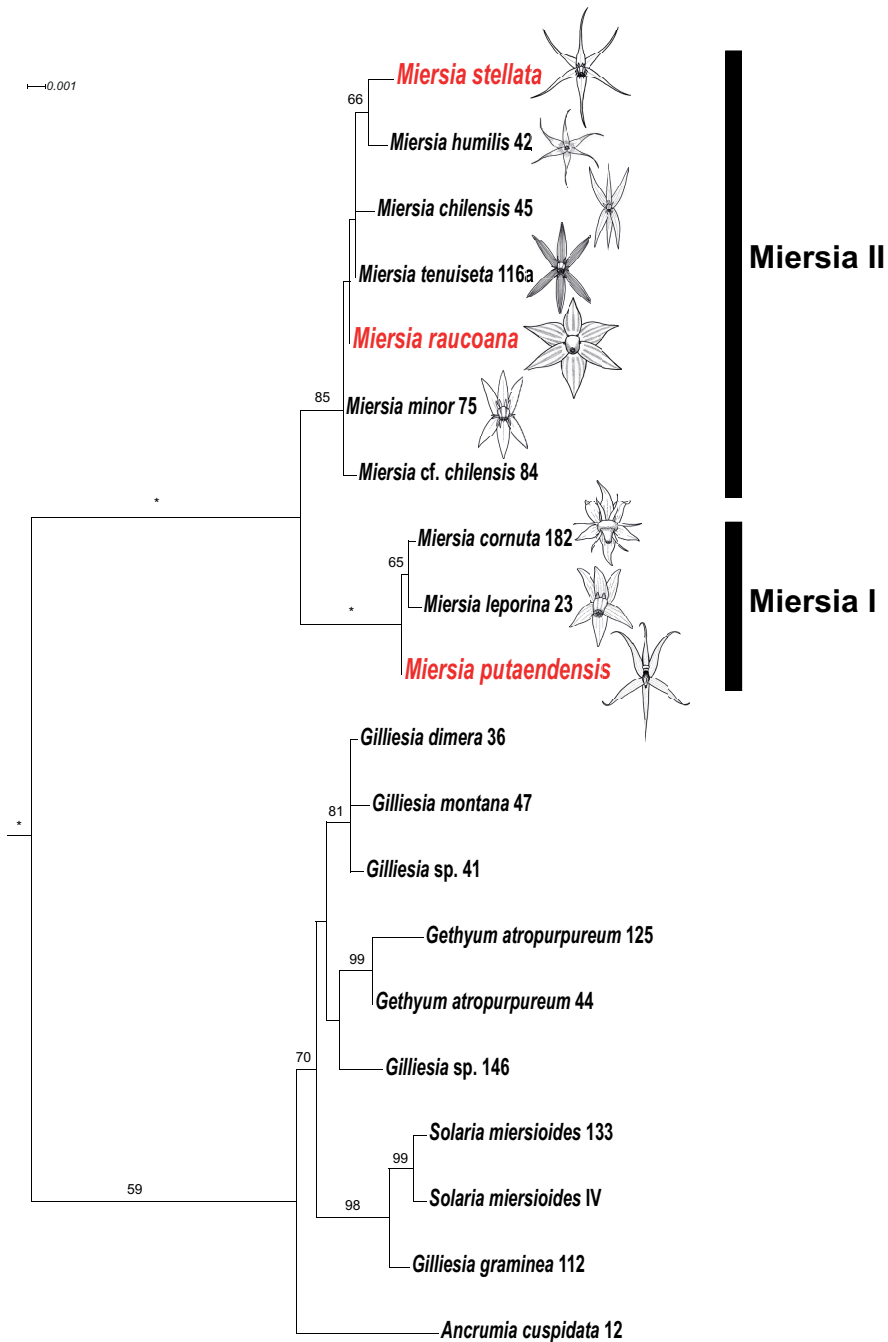 0.001
Miersia stellata
66
Miersia humilis 42
Miersia chilensis 45
Miersia tenuiseta 116a
Miersia II
Miersia raucoana
85
Miersia minor 75
Miersia cf. chilensis 84
*
Miersia cornuta 182
65
Miersia leporina 23
Miersia I
*
Miersia putaendensis
Gilliesia dimera 36
81
Gilliesia montana 47
*
Gilliesia sp. 41
Gethyum atropurpureum 125
99
Gethyum atropurpureum 44
70
Gilliesia sp. 146
Solaria miersioides 133
99
59
Solaria miersioides IV
98
Gilliesia graminea 112
Ancrumia cuspidata 12